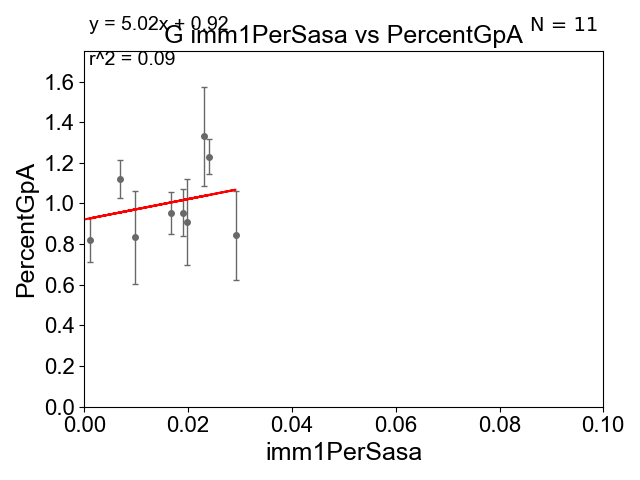 y = 5.02x + 0.92
N = 11
G imm1PerSasa vs PercentGpA
r^2 = 0.09
PercentGpA
1.6
1.4
1.2
1.0
0.8
0.6
0.4
0.2
0.0
0.00 0.02 0.04 0.06 0.08 0.10
imm1PerSasa